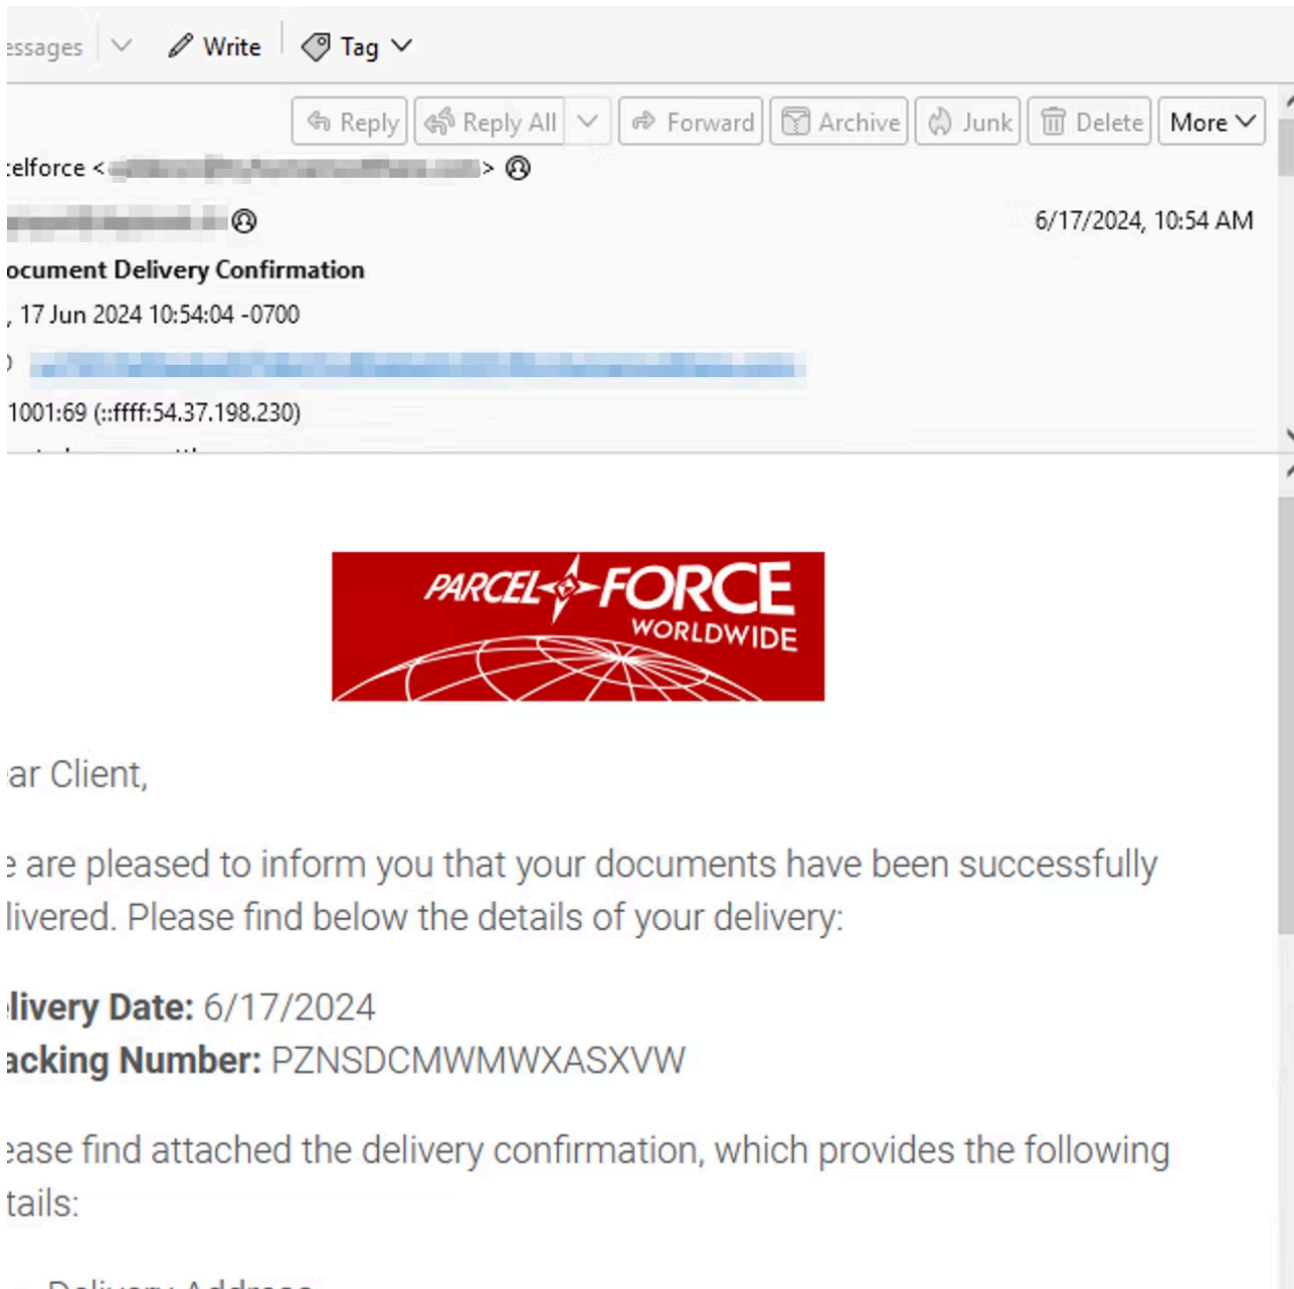 essages Write Tag
Reply Reply All Forward Archive Junk Delete More
celforce < >
6/17/2024, 10:54 AM
ocument Delivery Confirmation
, 17 Jun 2024 10:54:04 -0700
1001:69 (::ffff:54.37.198.230)
PARCEL FORCE
WORLDWIDE
ar Client,
e are pleased to inform you that your documents have been successfully
livered. Please find below the details of your delivery:
livery Date: 6/17/2024
acking Number: PZNSDCMWMWXASXVW
ease find attached the delivery confirmation, which provides the following
tails:
Delivery Address